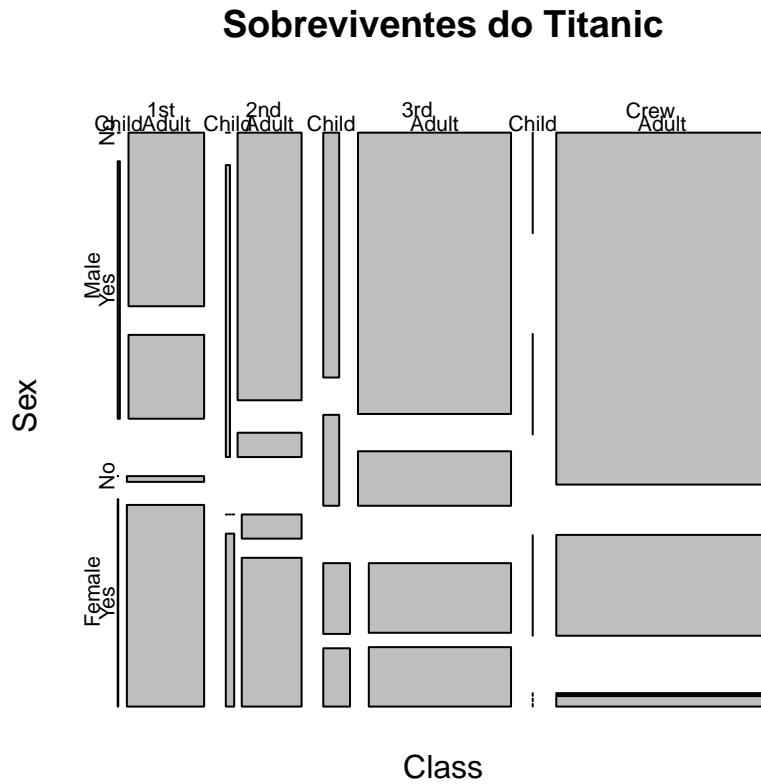 Sobreviventes do Titanic
1st 2nd 3rd Crew
Child Adult Child Adult Child Adult Child Adult
Sex
Male
No Yes
Female
No Yes
Class